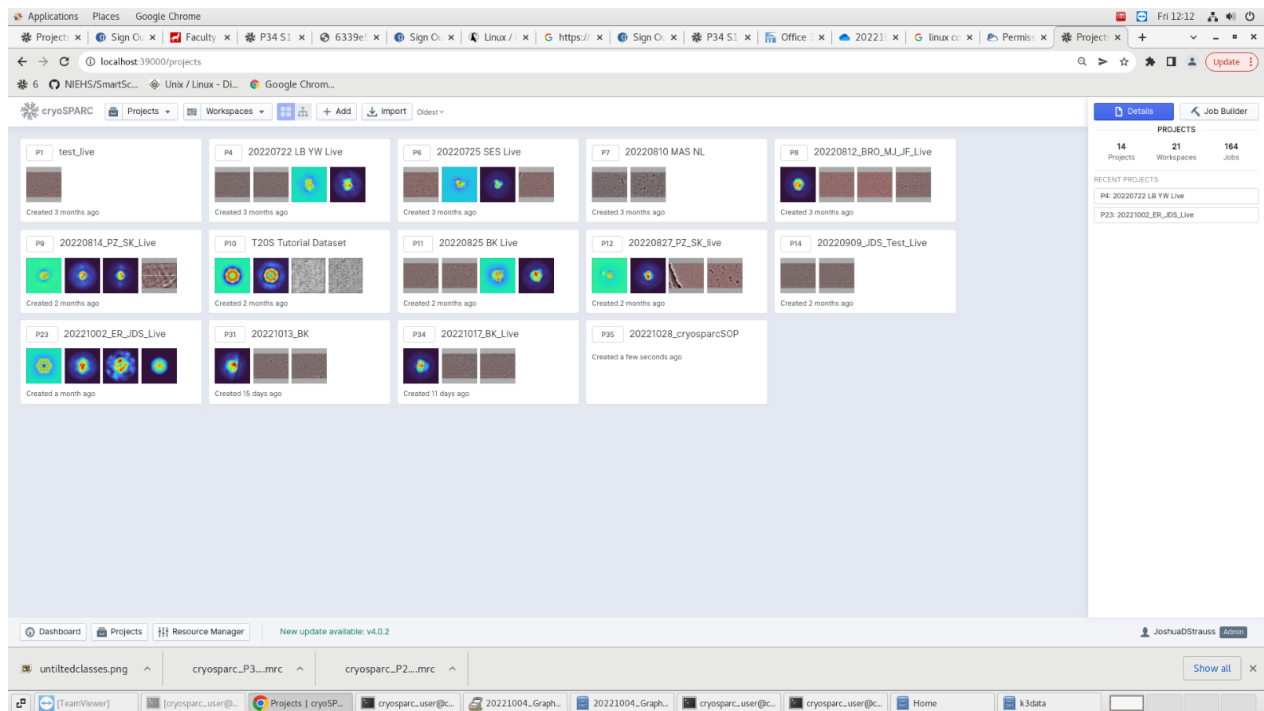 Applications Places Google Chrome Fri 12:12
Projects Sign Ou Faculty P34 S1 6339e5 Sign Ou Linux / G https:// Sign Ou P34 S1 Office 20221 linux co Permiss Projects
localhost:39000/projects Update
6 NIEHS/SmartSc... Unix / Linux - Di... Google Chrom...
cryoSPARC Projects Workspaces + Add Import Oldest Details Job Builder
PROJECTS
14 21 164
Projects Workspaces Jobs
RECENT PROJECTS
P4: 20220722 LB YW Live
P23: 20221002_ER_JDS_Live
P1 test_live P4 20220722 LB YW Live P6 20220725 SES Live P7 20220810 MAS NL P8 20220812_BRO_MJ_JF_Live
Created 3 months ago Created 3 months ago Created 3 months ago Created 3 months ago Created 3 months ago
P9 20220814_PZ_SK_Live P10 T20S Tutorial Dataset P11 20220825 BK Live P12 20220827_PZ_SK_live P14 20220909_JDS_Test_Live
Created 2 months ago Created 2 months ago Created 2 months ago Created 2 months ago Created 2 months ago
P23 20221002_ER_JDS_Live P31 20221013_BK P34 20221017_BK_Live P35 20221028_cryosparcSOP
Created a few seconds ago
Created a month ago Created 15 days ago Created 11 days ago
Dashboard Projects Resource Manager New update available: v4.0.2 JoshuaDStrauss Admin
untiltedclasses.png cryosparc_P3....mrc cryosparc_P2....mrc Show all
[TeamViewer] [cryosparc_user@... Projects | cryoSP... cryosparc_user@c... 20221004_Graph... 20221004_Graph... cryosparc_user@c... cryosparc_user@c... Home k3data